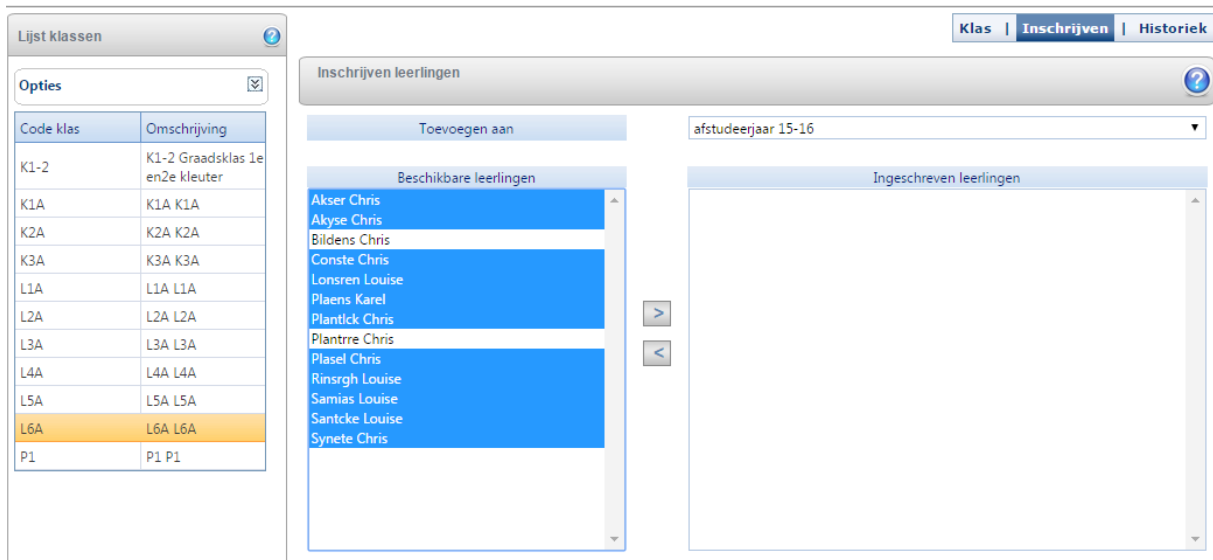 Lijst klassen
Opties
Code klas Omschrijving
K1-2 K1-2 Graadsklas 1e
en2e kleuter
K1A K1A K1A
K2A K2A K2A
K3A K3A K3A
L1A L1A L1A
L2A L2A L2A
L3A L3A L3A
L4A L4A L4A
L5A L5A L5A
L6A L6A L6A
P1 P1 P1
Klas | Inschrijven | Historiek
Inschrijven leerlingen
Toevoegen aan afstudeerjaar 15-16
Beschikbare leerlingen
Akser Chris
Akyse Chris
Bildens Chris
Conste Chris
Lonsren Louise
Plaens Karel
Plantlck Chris
Plantrre Chris
Plasel Chris
Rinsrgh Louise
Samias Louise
Santcke Louise
Synete Chris
>
<
Ingeschreven leerlingen